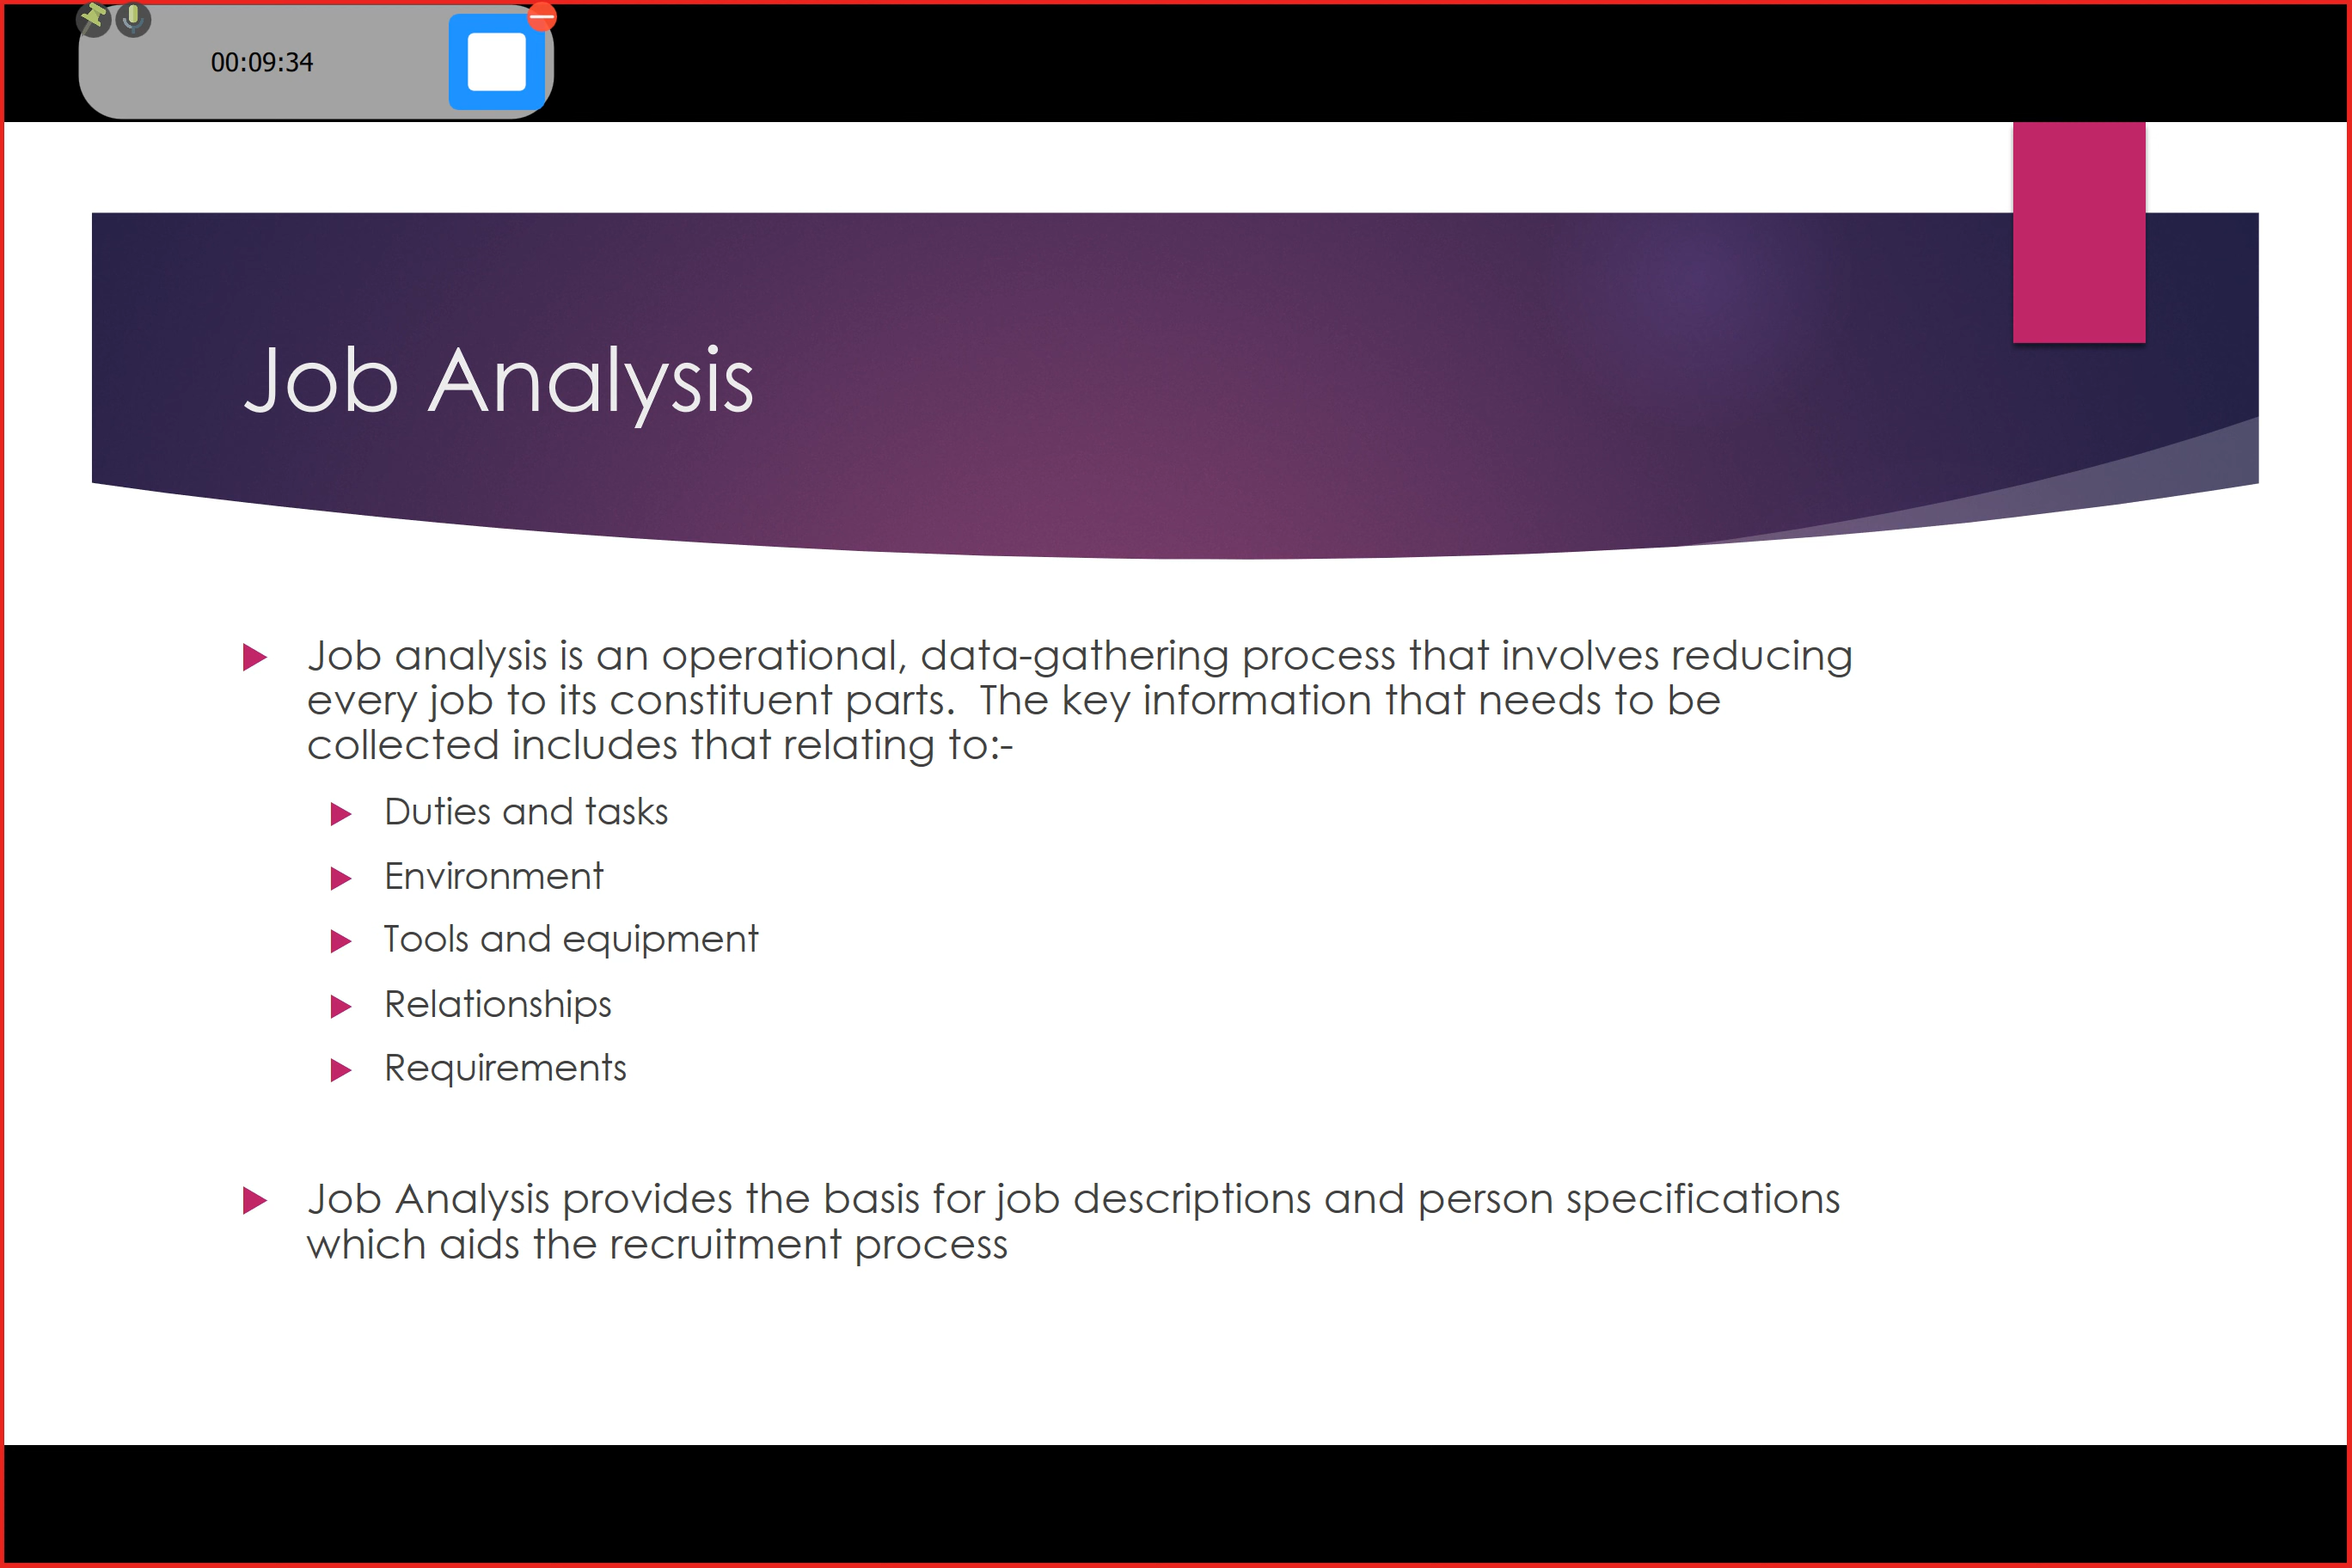 00:09:34
Job Analysis
Job analysis is an operational, data-gathering process that involves reducing
every job to its constituent parts.  The key information that needs to be
collected includes that relating to:-
Duties and tasks
Environment
Tools and equipment
Relationships
Requirements
Job Analysis provides the basis for job descriptions and person specifications
which aids the recruitment process